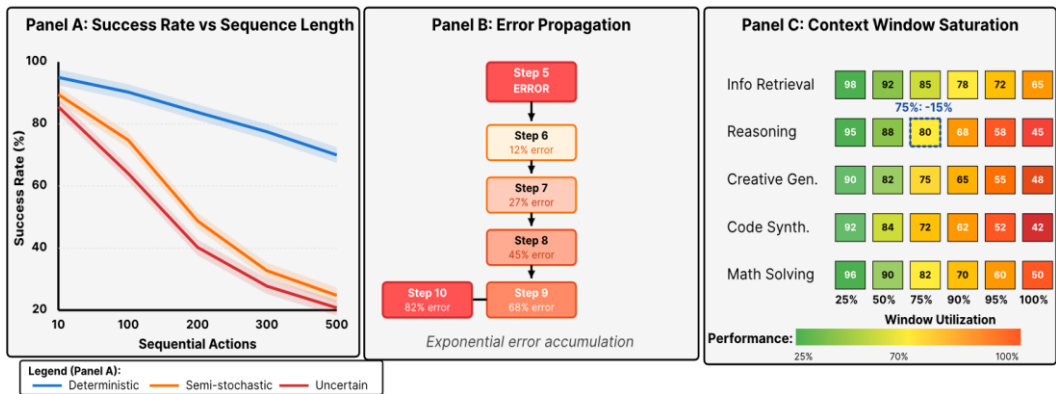 Panel A: Success Rate vs Sequence Length
Success Rate (%)
100
80
60
40
20
10 100 200 300 500
Sequential Actions
Legend (Panel A):
Deterministic Semi-stochastic Uncertain
Panel B: Error Propagation
Step 5
ERROR
Step 6
12% error
Step 7
27% error
Step 8
45% error
Step 10 Step 9
82% error 68% error
Exponential error accumulation
Panel C: Context Window Saturation
Info Retrieval 98 92 85 78 72 65
75%: -15%
Reasoning 95 88 80 68 58 45
Creative Gen. 90 82 75 65 55 48
Code Synth. 92 84 72 62 52 42
Math Solving 96 90 82 70 60 50
25% 50% 75% 90% 95% 100%
Window Utilization
Performance:
25% 70% 100%